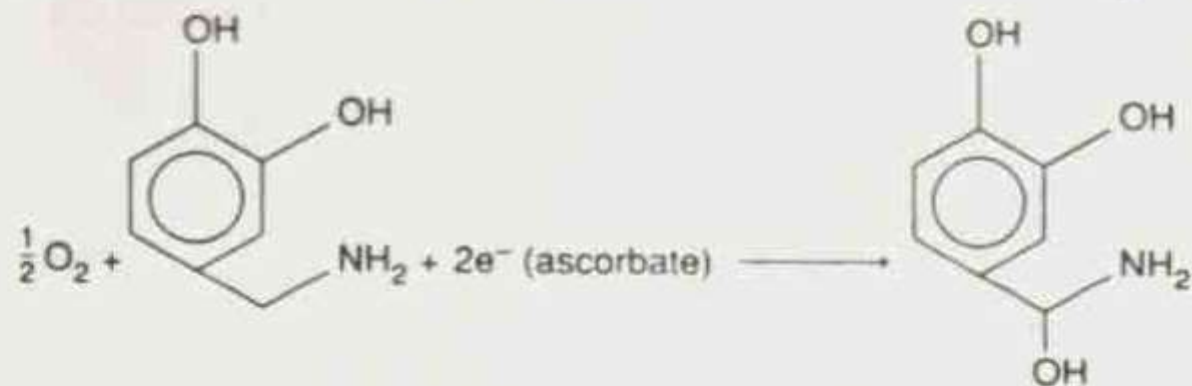 OH
OH
OH
OH
½O₂ + NH₂ + 2e⁻ (ascorbate) ⟶ NH₂
OH